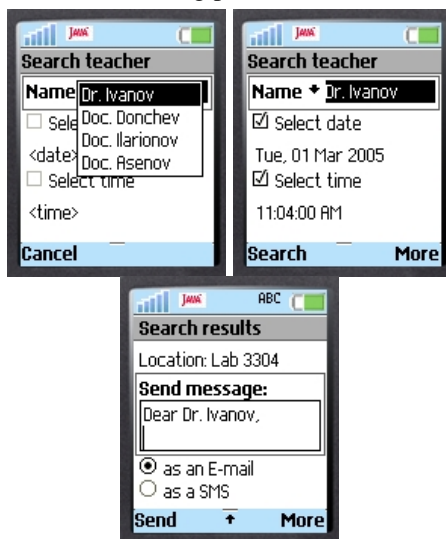 JAVA
Search teacher
Name
Dr. Ivanov
Doc. Donchev
Doc. Ilarionov
Doc. Asenov
Sele
<date>
Select time
<time>
Cancel
JAVA
Search teacher
Name Dr. Ivanov
Select date
Tue, 01 Mar 2005
Select time
11:04:00 AM
Search More
JAVA ABC
Search results
Location: Lab 3304
Send message:
Dear Dr. Ivanov,
as an E-mail
as a SMS
Send More